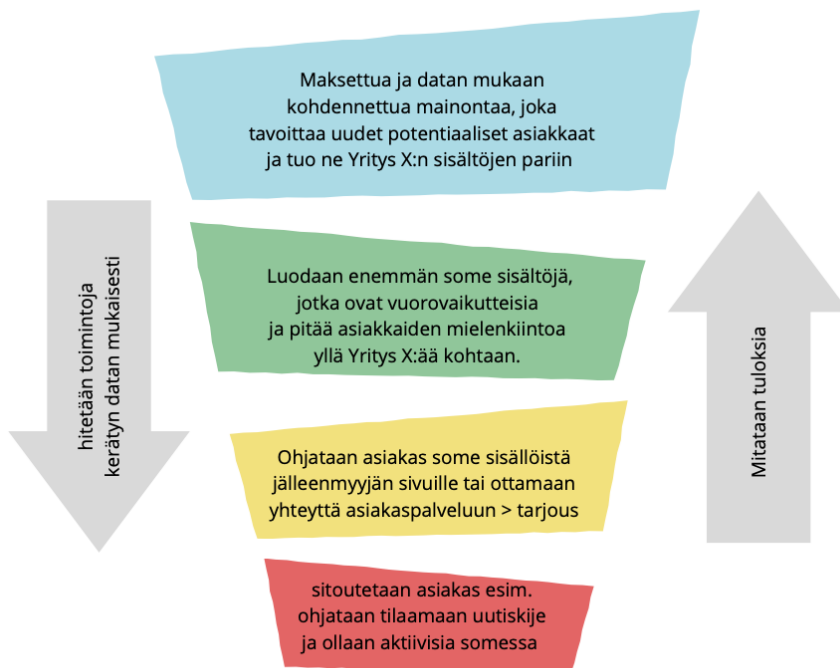 Maksettua ja datan mukaan
kohdennettua mainontaa, joka
tavoittaa uudet potentiaaliset asiakkaat
ja tuo ne Yritys X:n sisältöjen pariin
Luodaan enemmän some sisältöjä,
jotka ovat vuorovaikutteisia
ja pitää asiakkaiden mielenkiintoa
yllä Yritys X:ää kohtaan.
Ohjataan asiakas some sisällöistä
jälleenmyyjän sivuille tai ottamaan
yhteyttä asiakaspalveluun > tarjous
sitoutetaan asiakas esim.
ohjataan tilaamaan uutiskije
ja ollaan aktiivisia somessa
hitetään toimintoja
kerätyn datan mukaisesti
Mitataan tuloksia